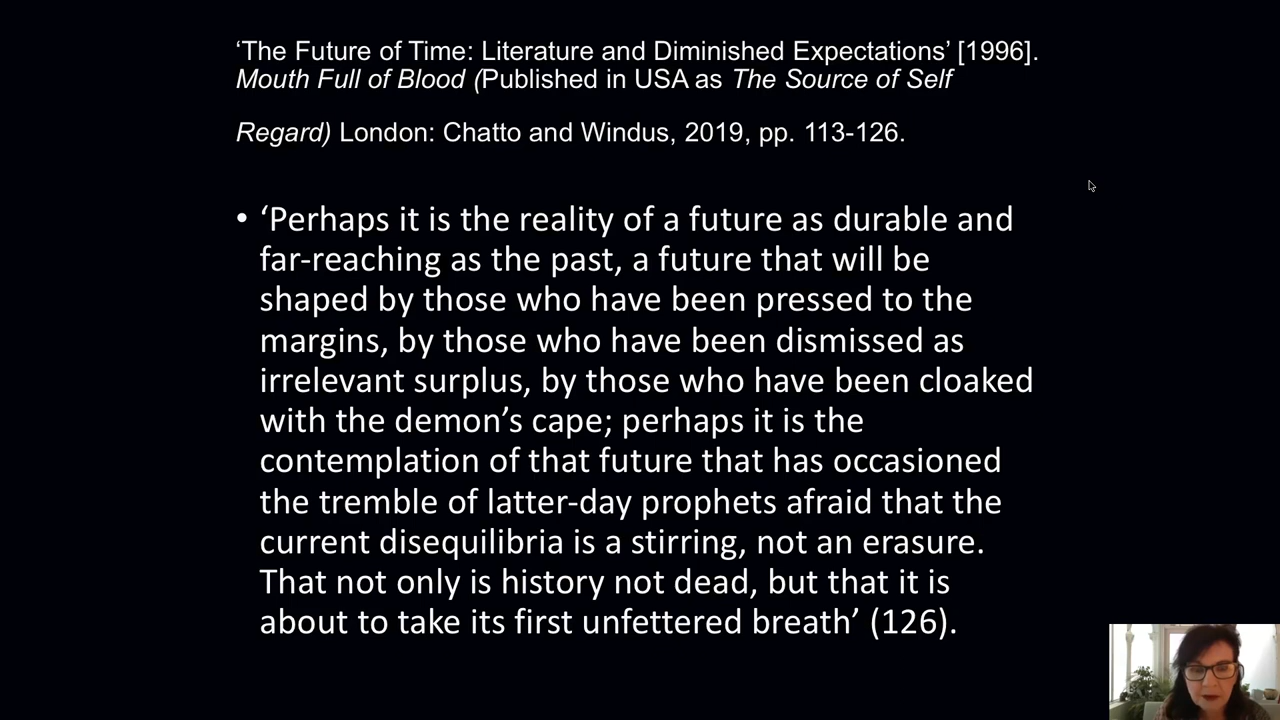 ‘The Future of Time: Literature and Diminished Expectations’ [1996].
Mouth Full of Blood (Published in USA as The Source of Self
Regard) London: Chatto and Windus, 2019, pp. 113-126.
• ‘Perhaps it is the reality of a future as durable and
far-reaching as the past, a future that will be
shaped by those who have been pressed to the
margins, by those who have been dismissed as
irrelevant surplus, by those who have been cloaked
with the demon’s cape; perhaps it is the
contemplation of that future that has occasioned
the tremble of latter-day prophets afraid that the
current disequilibria is a stirring, not an erasure.
That not only is history not dead, but that it is
about to take its first unfettered breath’ (126).